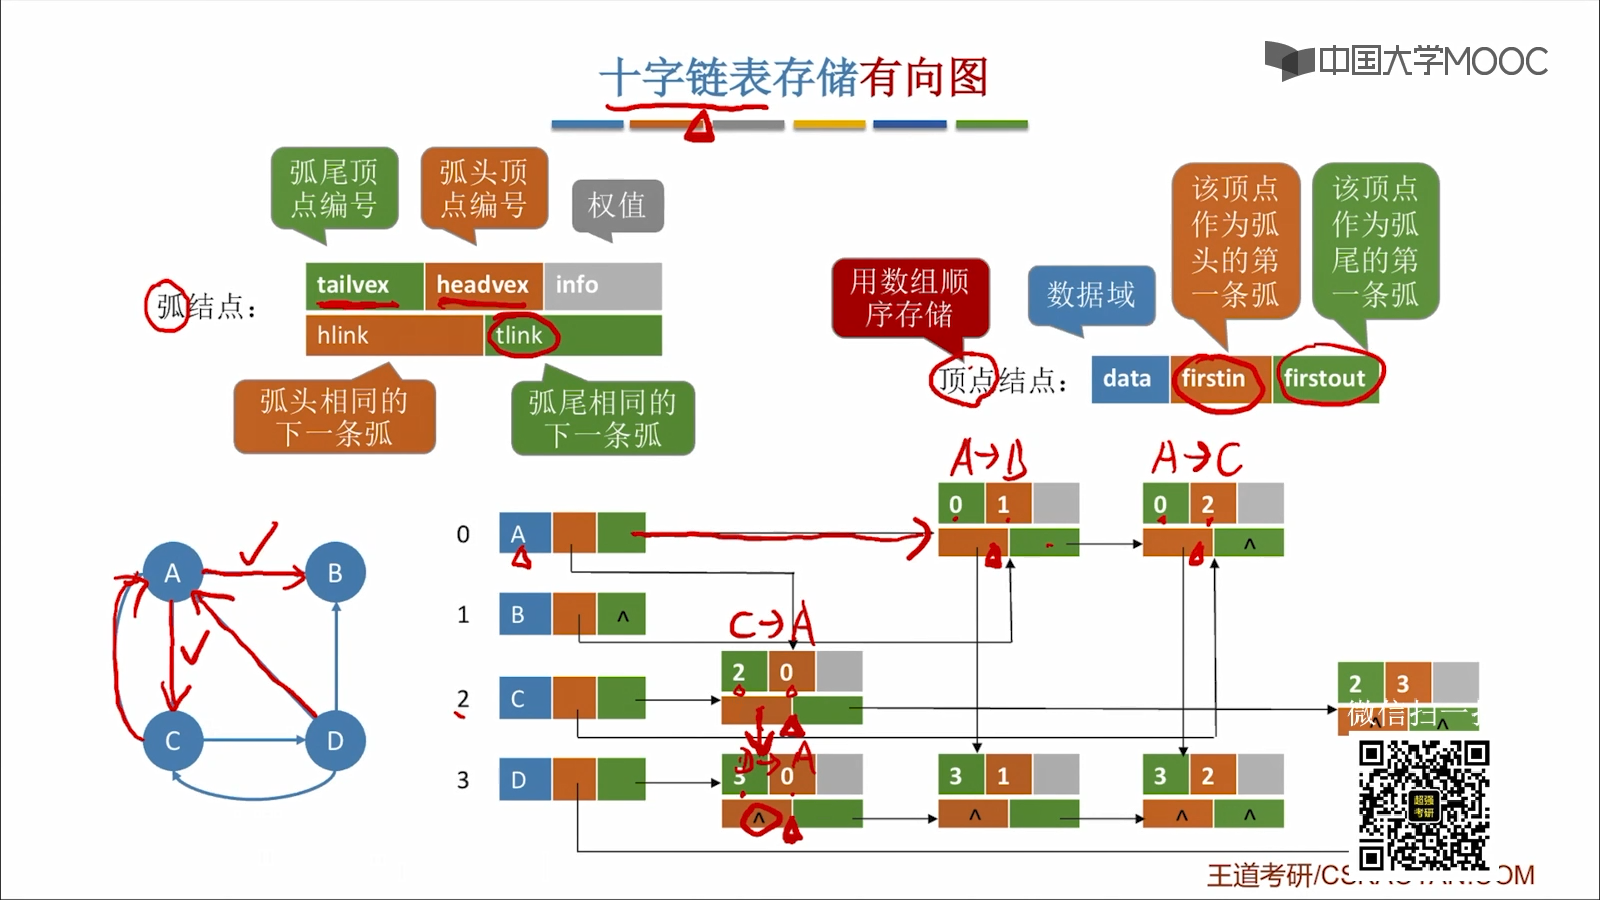 中国大学MOOC
十字链表存储有向图
弧尾顶
点编号
弧头顶
点编号
权值
弧结点：
tailvex headvex info
hlink tlink
弧头相同的
下一条弧
弧尾相同的
下一条弧
用数组顺
序存储
数据域
该顶点
作为弧
头的第
一条弧
该顶点
作为弧
尾的第
一条弧
顶点结点：
data firstin firstout
A→B
A→C
0 1
0 2
^
0 A
1 B ^
C→A
2 0
2 C
2 3
^ ^
微信扫一
D→A
3 D
3 0
^
3 1
^
3 2
^ ^
A B
C D
超强
考研
王道考研/CSKAOYAN.COM